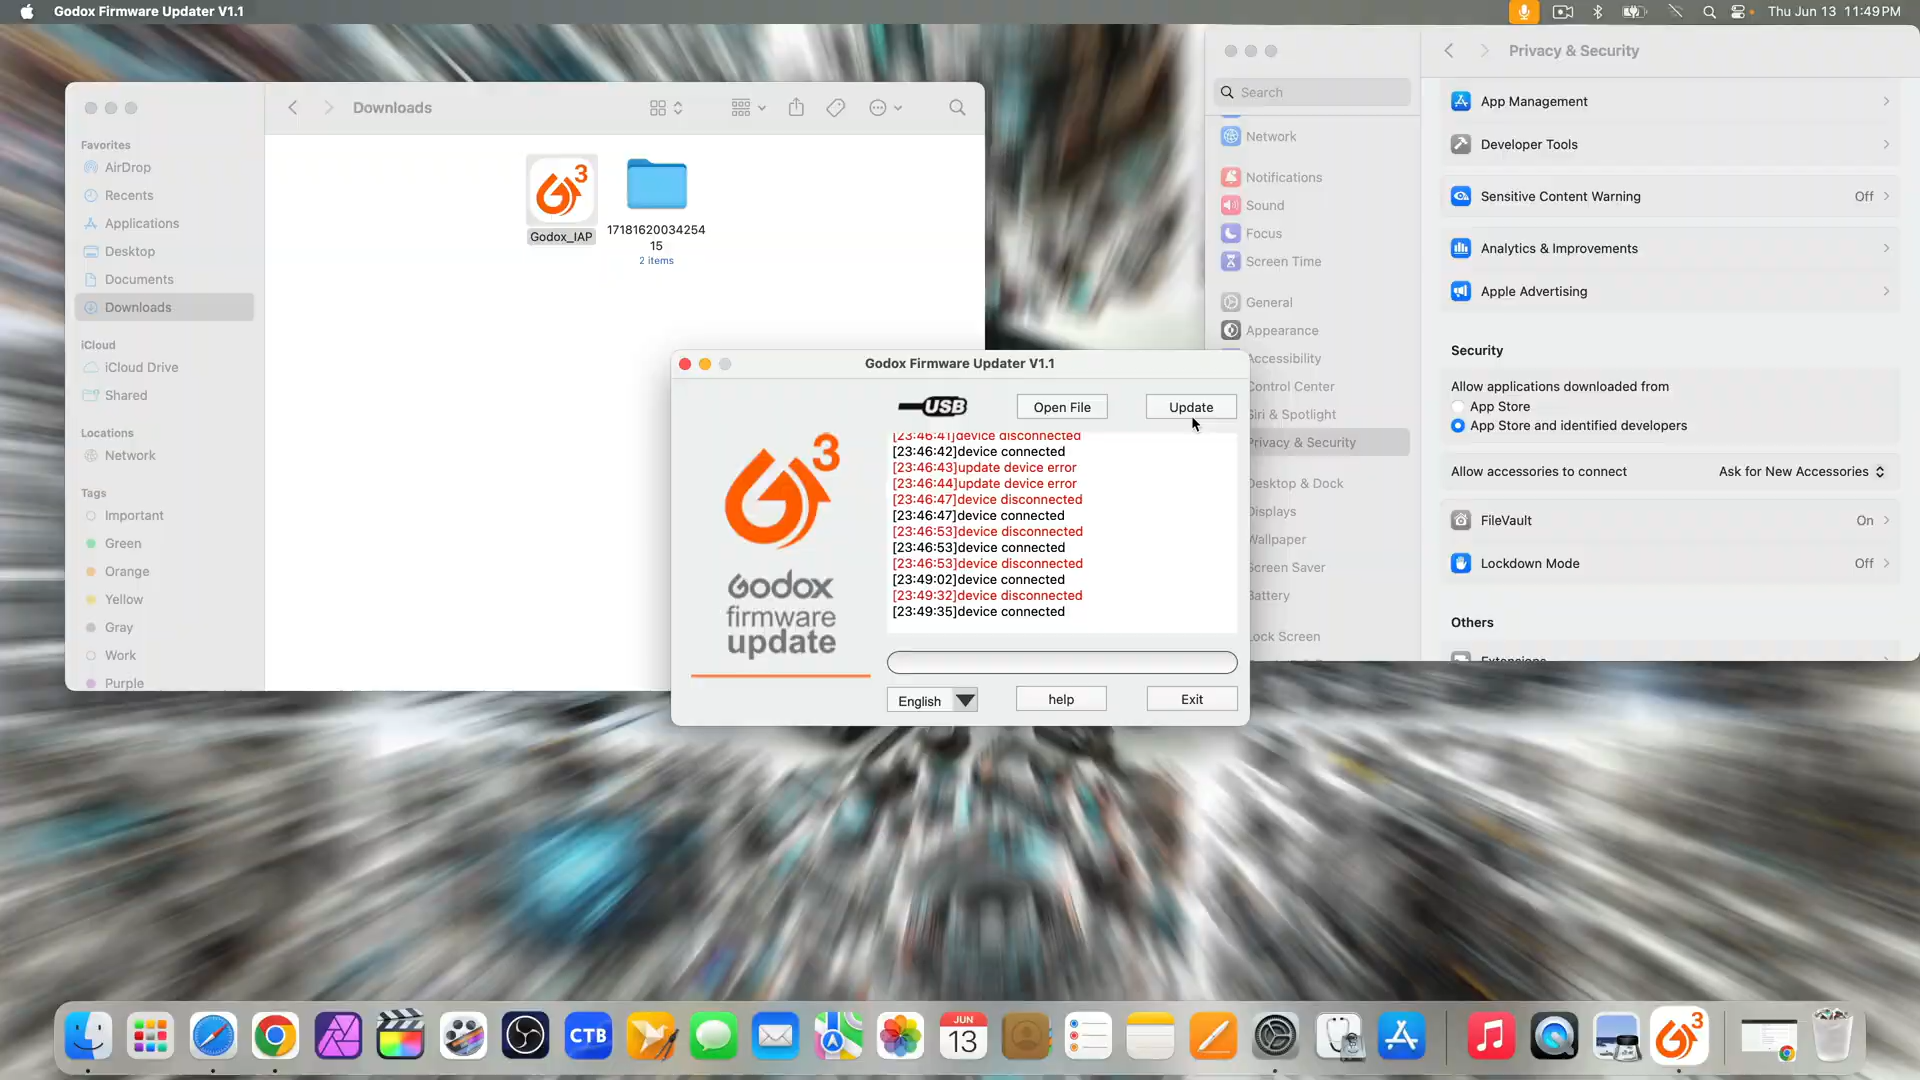 Godox Firmware Updater V1.1
Thu Jun 13 11:49 PM
Downloads
Favorites
AirDrop
Recents
Applications
Desktop
Documents
Downloads
iCloud
iCloud Drive
Shared
Locations
Network
Tags
Important
Green
Orange
Yellow
Gray
Work
Purple
3
Godox_IAP
17181620034254
15
2 items
Godox Firmware Updater V1.1
USB
Open File
Update
[23:46:41]device disconnected
[23:46:42]device connected
[23:46:43]update device error
[23:46:44]update device error
[23:46:47]device disconnected
[23:46:47]device connected
[23:46:53]device disconnected
[23:46:53]device connected
[23:46:53]device disconnected
[23:49:02]device connected
[23:49:32]device disconnected
[23:49:35]device connected
3
Godox
firmware
update
English
help
Exit
Search
Network
Notifications
Sound
Focus
Screen Time
General
Appearance
Accessibility
Control Center
Siri & Spotlight
Privacy & Security
Desktop & Dock
Displays
Wallpaper
Screen Saver
Battery
Lock Screen
Privacy & Security
App Management
Developer Tools
Sensitive Content Warning Off
Analytics & Improvements
Apple Advertising
Security
Allow applications downloaded from
App Store
App Store and identified developers
Allow accessories to connect Ask for New Accessories
FileVault On
Lockdown Mode Off
Others
Extensions
CTB
JUN
13
3